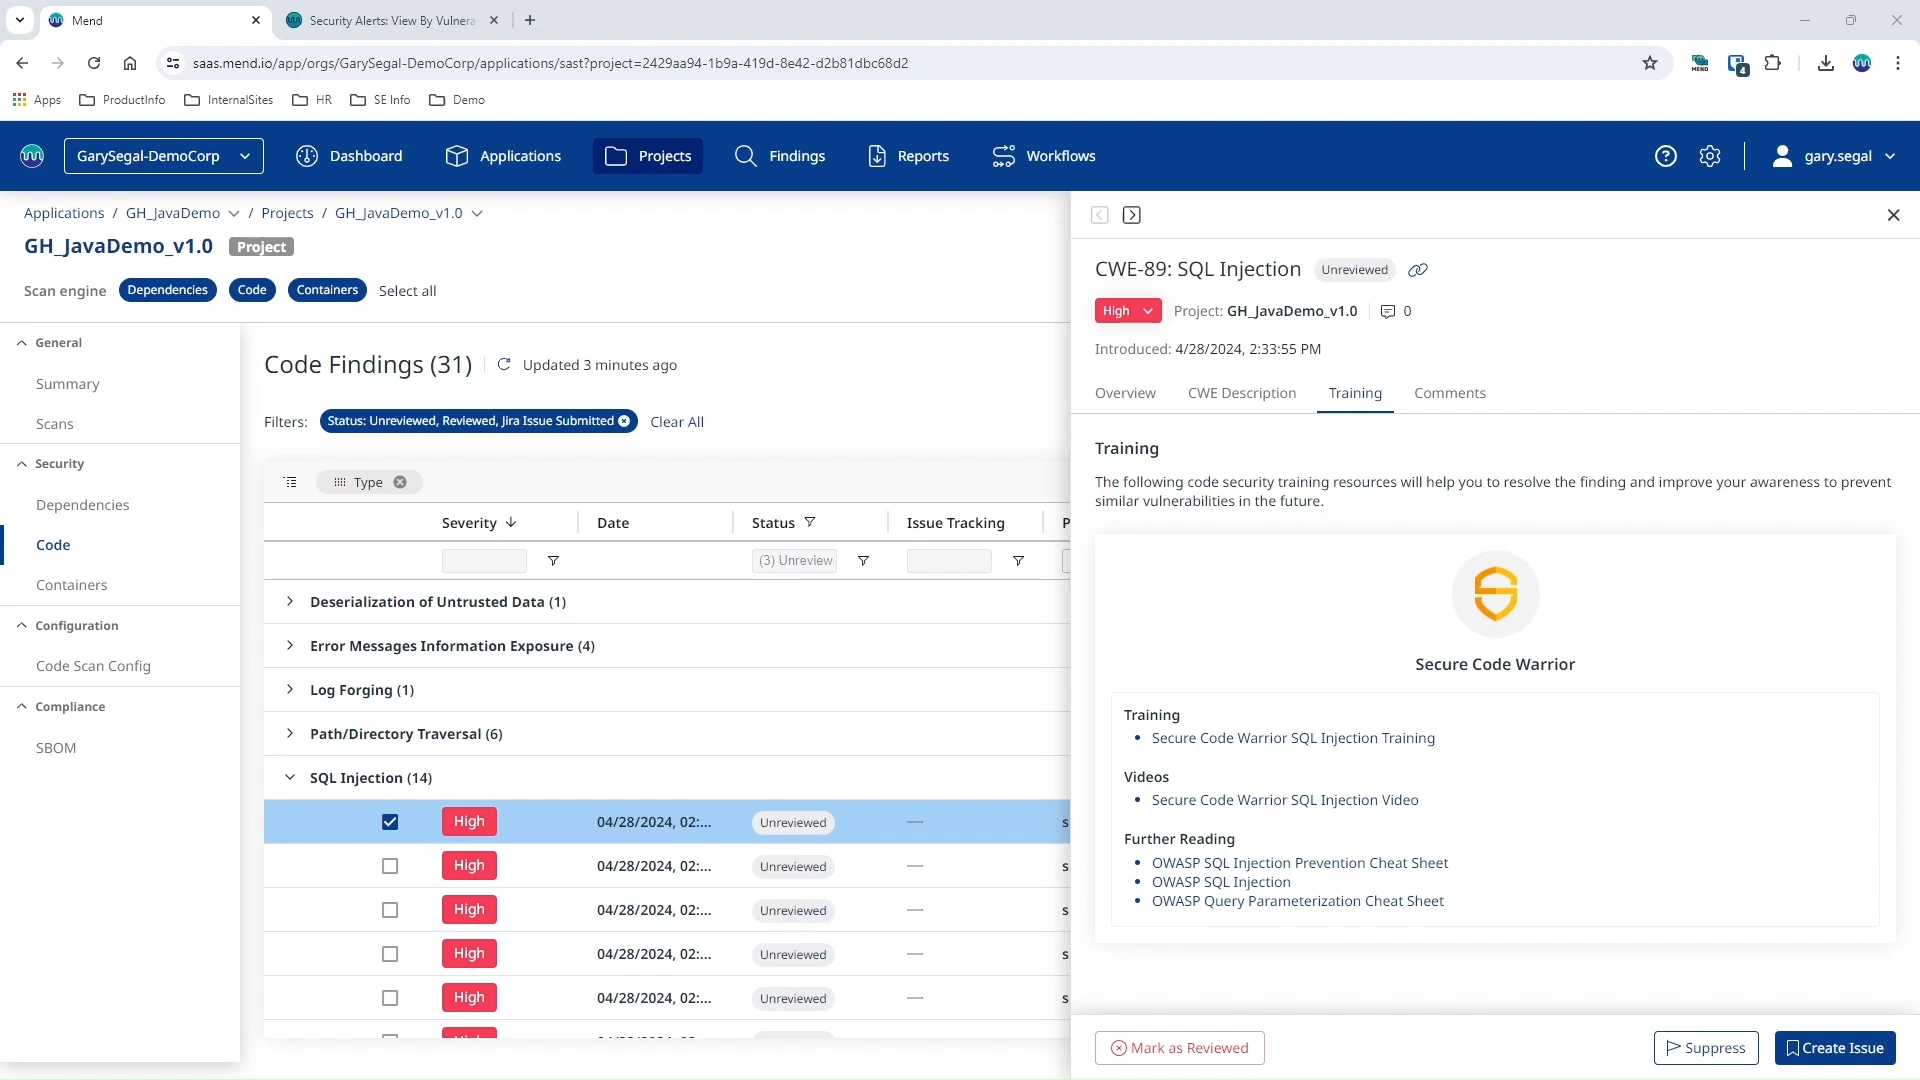 Mend
Security Alerts: View By Vulnera
saas.mend.io/app/orgs/GarySegal-DemoCorp/applications/sast?project=2429aa94-1b9a-419d-8e42-d2b81dbc68d2
MEND
4
Apps
ProductInfo
InternalSites
HR
SE Info
Demo
GarySegal-DemoCorp
Dashboard
Applications
Projects
Findings
Reports
Workflows
gary.segal
Applications / GH_JavaDemo / Projects / GH_JavaDemo_v1.0
GH_JavaDemo_v1.0 Project
Scan engine Dependencies Code Containers Select all
General
Summary
Scans
Security
Dependencies
Code
Containers
Configuration
Code Scan Config
Compliance
SBOM
Code Findings (31) Updated 3 minutes ago
Filters: Status: Unreviewed, Reviewed, Jira Issue Submitted Clear All
Type
Severity Date Status Issue Tracking P
(3) Unreview
Deserialization of Untrusted Data (1)
Error Messages Information Exposure (4)
Log Forging (1)
Path/Directory Traversal (6)
SQL Injection (14)
High 04/28/2024, 02:... Unreviewed — s
High 04/28/2024, 02:... Unreviewed — s
High 04/28/2024, 02:... Unreviewed — s
High 04/28/2024, 02:... Unreviewed — s
High 04/28/2024, 02:... Unreviewed — s
CWE-89: SQL Injection Unreviewed
High Project: GH_JavaDemo_v1.0 0
Introduced: 4/28/2024, 2:33:55 PM
Overview CWE Description Training Comments
Training
The following code security training resources will help you to resolve the finding and improve your awareness to prevent
similar vulnerabilities in the future.
Secure Code Warrior
Training
• Secure Code Warrior SQL Injection Training
Videos
• Secure Code Warrior SQL Injection Video
Further Reading
• OWASP SQL Injection Prevention Cheat Sheet
• OWASP SQL Injection
• OWASP Query Parameterization Cheat Sheet
Mark as Reviewed Suppress Create Issue